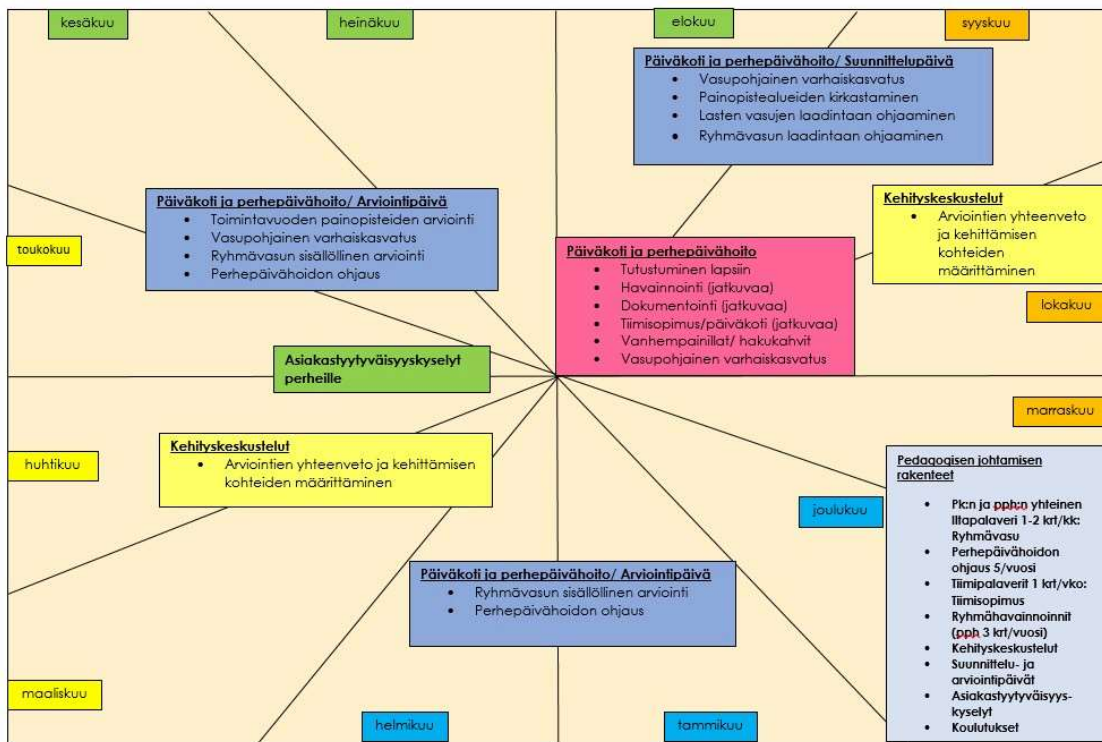 kesäkuu
heinäkuu
elokuu
syyskuu
Päiväkoti ja perhepäivähoito/ Suunnittelupäivä
• Vasupohjainen varhaiskasvatus
• Painopistealueiden kirkastaminen
• Lasten vasujen laadintaan ohjaaminen
• Ryhmävasun laadintaan ohjaaminen
Päiväkoti ja perhepäivähoito/ Arviointipäivä
• Toimintavuoden painopisteiden arviointi
• Vasupohjainen varhaiskasvatus
• Ryhmävasun sisällöllinen arviointi
• Perhepäivähoidon ohjaus
Kehityskeskustelut
• Arviointien yhteenveto
ja kehittämisen
kohteiden
määrittäminen
toukokuu
Päiväkoti ja perhepäivähoito
• Tutustuminen lapsiin
• Havainnointi (jatkuvaa)
• Dokumentointi (jatkuvaa)
• Tiimisopimus/päiväkoti (jatkuvaa)
• Vanhempainillat/ hakukahvit
• Vasupohjainen varhaiskasvatus
lokakuu
Asiakastyytyväisyyskyselyt
perheille
marraskuu
Kehityskeskustelut
• Arviointien yhteenveto ja kehittämisen
kohteiden määrittäminen
huhtikuu
Pedagogisen johtamisen
rakenteet
• Pk:n ja pph:n yhteinen
Iltapalaveri 1-2 krt/kk:
Ryhmävasu
• Perhepäivähoidon
ohjaus 5/vuosi
• Tiimipalaverit 1 krt/vko:
Tiimisopimus
• Ryhmähavainnoinnit
(pph 3 krt/vuosi)
• Kehityskeskustelut
• Suunnittelu- ja
arviointipäivät
• Asiakastyytyväisyys-
kyselyt
• Koulutukset
joulukuu
Päiväkoti ja perhepäivähoito/ Arviointipäivä
• Ryhmävasun sisällöllinen arviointi
• Perhepäivähoidon ohjaus
maaliskuu
helmikuu
tammikuu